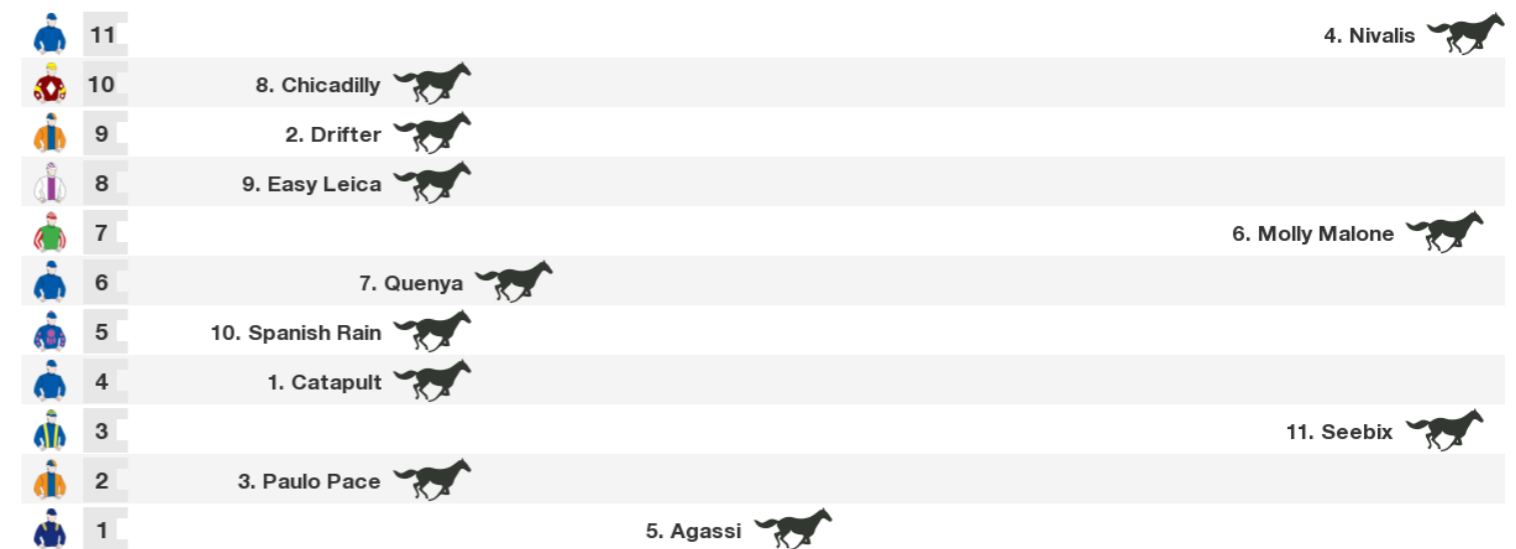 11 4. Nivalis
10 8. Chicadilly
9 2. Drifter
8 9. Easy Leica
7 6. Molly Malone
6 7. Quenya
5 10. Spanish Rain
4 1. Catapult
3 11. Seebix
2 3. Paulo Pace
1 5. Agassi